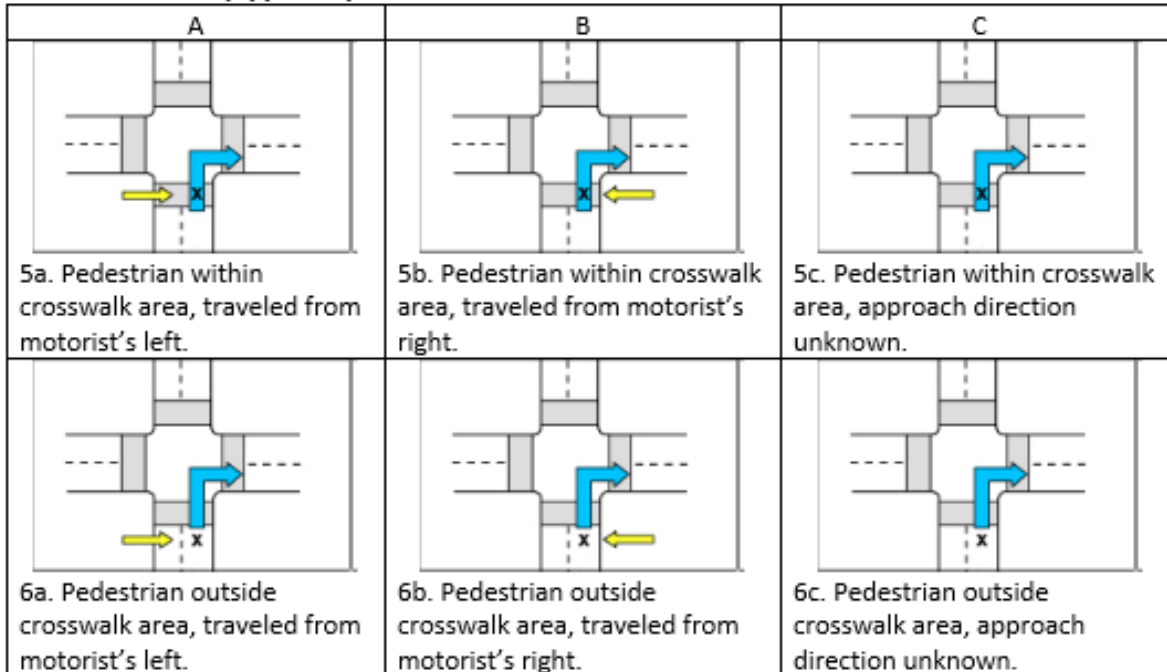 A
B
C
x
x
x
5a. Pedestrian within
crosswalk area, traveled from
motorist's left.
5b. Pedestrian within crosswalk
area, traveled from motorist's
right.
5c. Pedestrian within crosswalk
area, approach direction
unknown.
x
x
x
6a. Pedestrian outside
crosswalk area, traveled from
motorist's left.
6b. Pedestrian outside
crosswalk area, traveled from
motorist's right.
6c. Pedestrian outside
crosswalk area, approach
direction unknown.